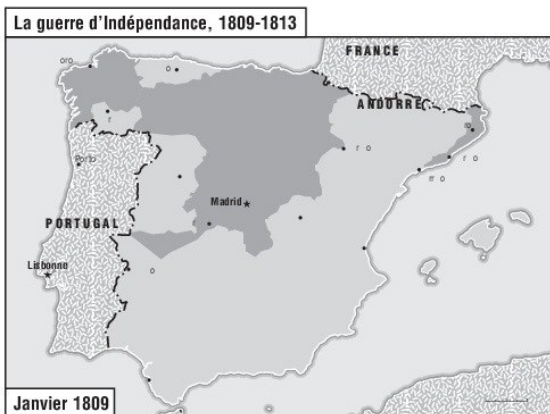 La guerre d'Indépendance, 1809-1813
FRANCE
ANDORRE
Porto
Madrid
PORTUGAL
Lisbonne
Janvier 1809